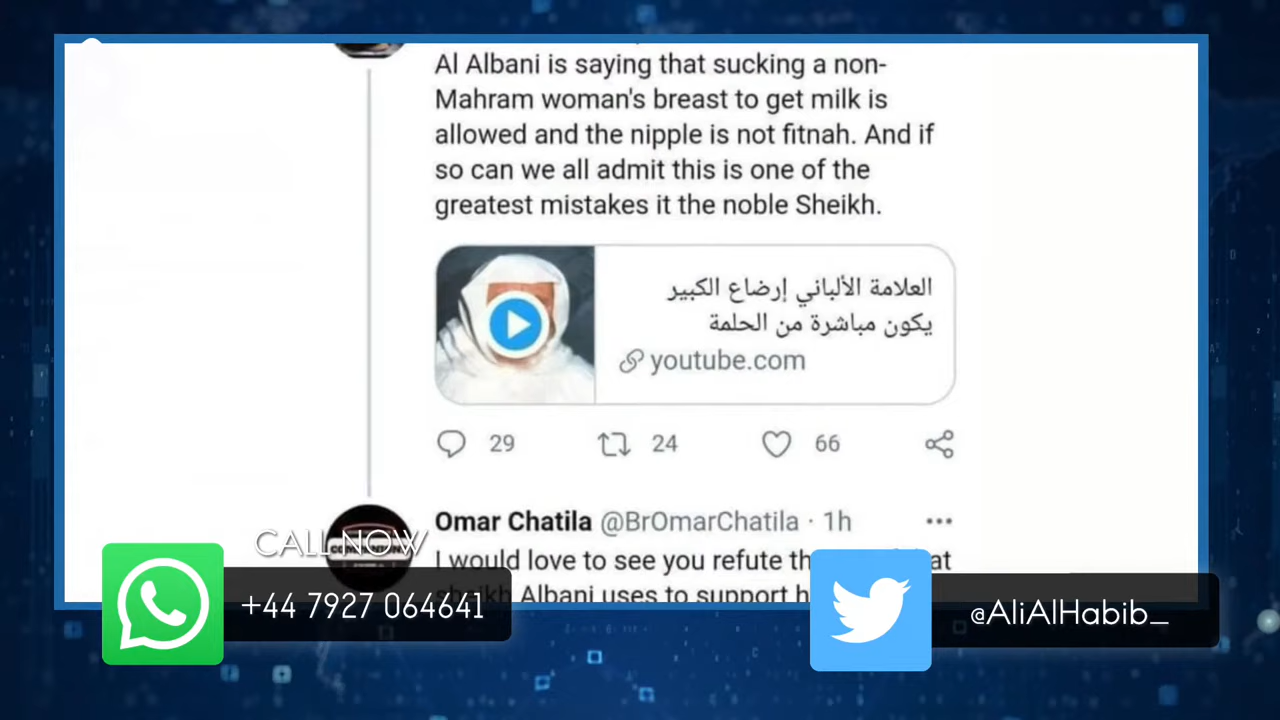 Al Albani is saying that sucking a non-
Mahram woman's breast to get milk is
allowed and the nipple is not fitnah. And if
so can we all admit this is one of the
greatest mistakes it the noble Sheikh.
العلامة الألباني إرضاع الكبير
يكون مباشرة من الحلمة
youtube.com
29 24 66
Omar Chatila @BrOmarChatila · 1h
I would love to see you refute
sheikh Albani uses to support
CALL NOW
+44 7927 064641
@AliAlHabib_